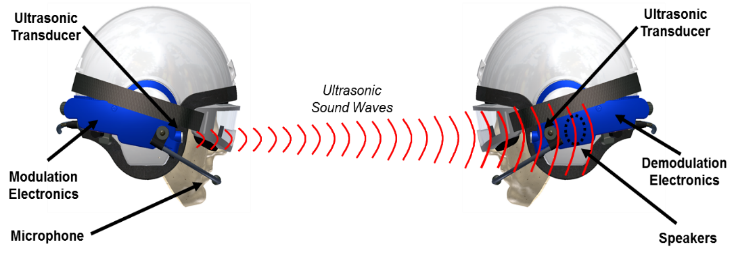 Ultrasonic
Transducer
Ultrasonic
Sound Waves
Ultrasonic
Transducer
Modulation
Electronics
Microphone
Demodulation
Electronics
Speakers